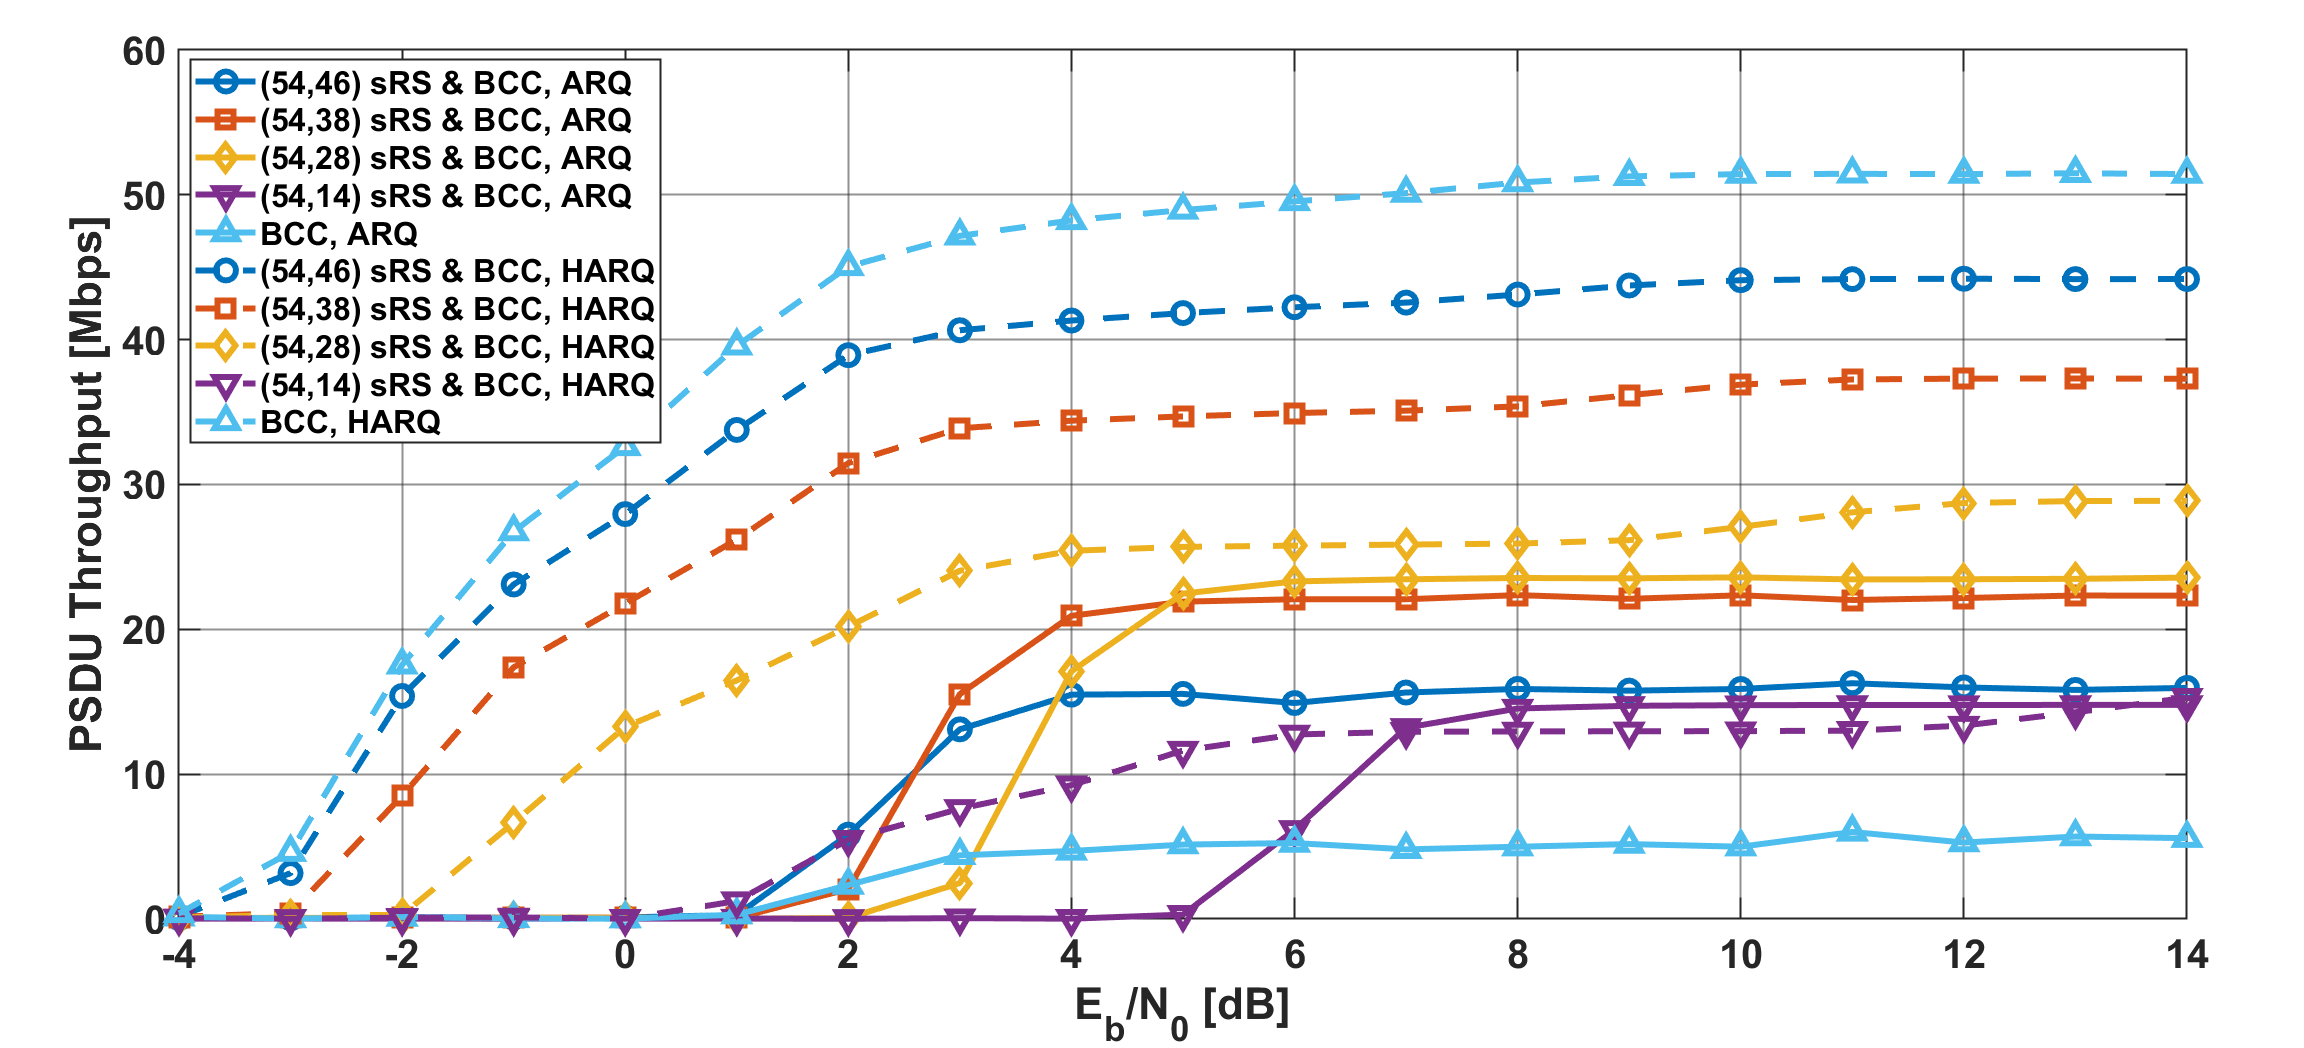 60
50
40
30
20
10
0
PSDU Throughput [Mbps]
(54,46) sRS & BCC, ARQ
(54,38) sRS & BCC, ARQ
(54,28) sRS & BCC, ARQ
(54,14) sRS & BCC, ARQ
BCC, ARQ
(54,46) sRS & BCC, HARQ
(54,38) sRS & BCC, HARQ
(54,28) sRS & BCC, HARQ
(54,14) sRS & BCC, HARQ
BCC, HARQ
-4 -2 0 2 4 6 8 10 12 14
E_b/N_0 [dB]